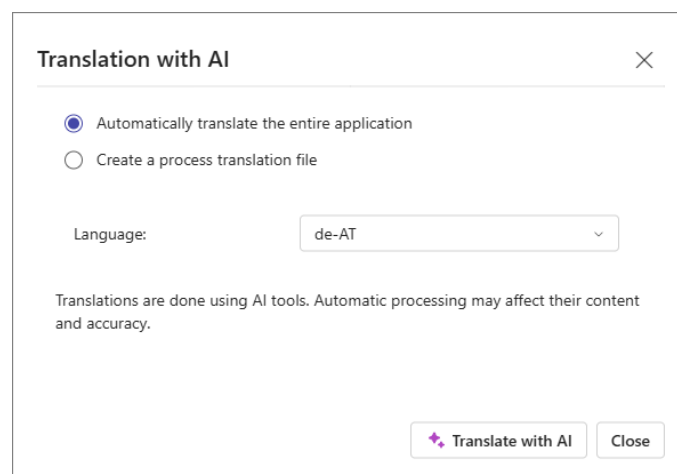 Translation with AI
Automatically translate the entire application
Create a process translation file
Language:
de-AT
Translations are done using AI tools. Automatic processing may affect their content
and accuracy.
Translate with AI
Close